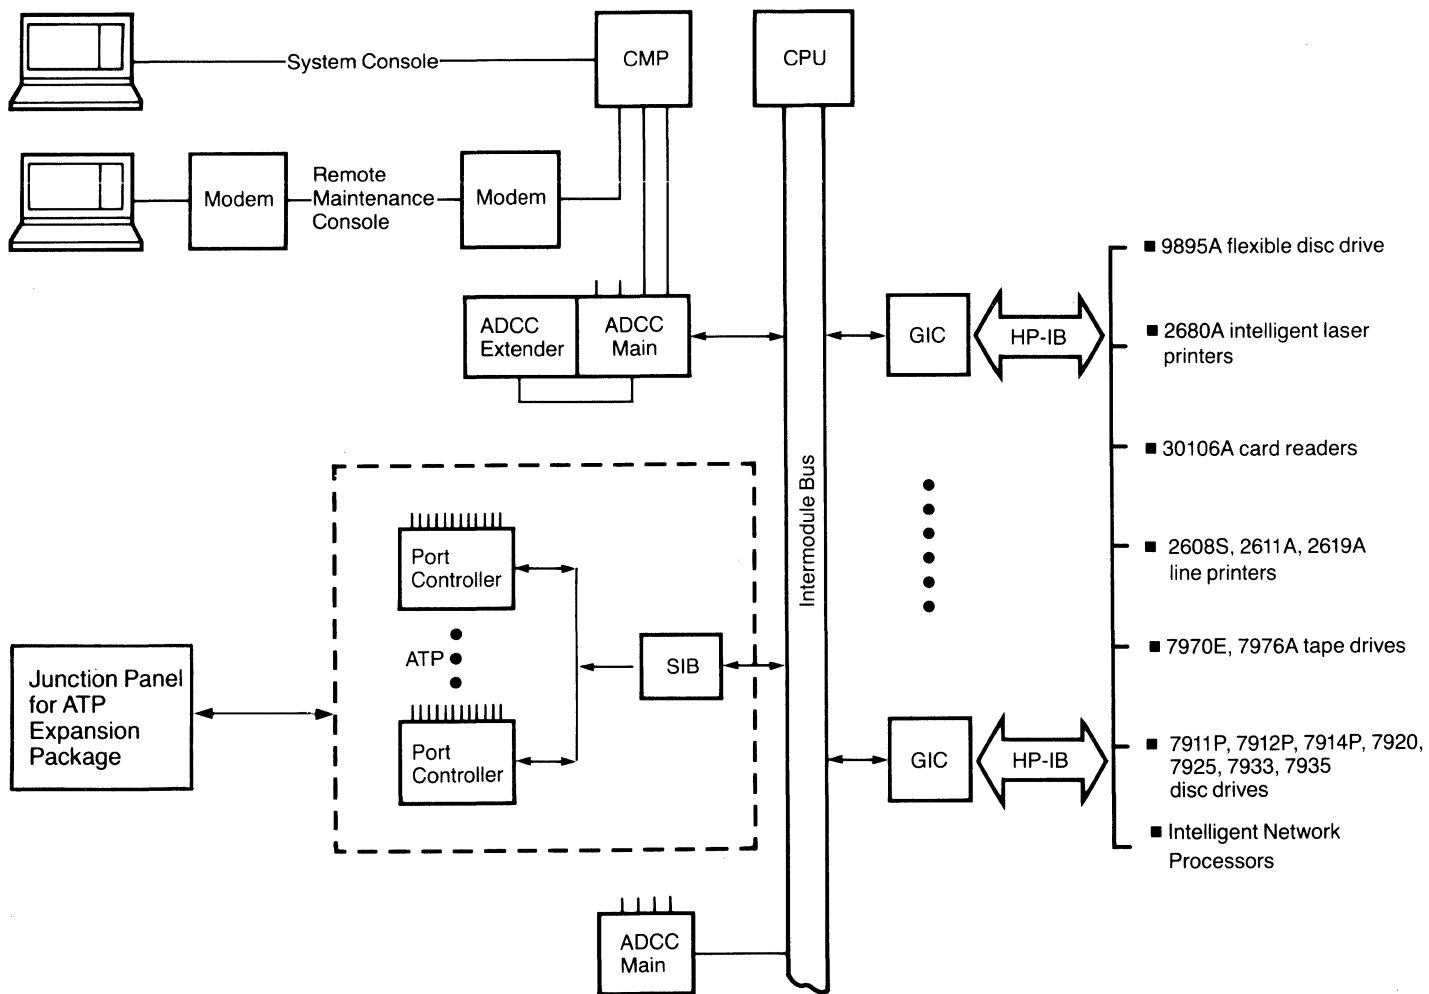 System Console
CMP
CPU
Modem
Remote
Maintenance
Console
Modem
ADCC
Extender
ADCC
Main
GIC
HP-IB
9895A flexible disc drive
2680A intelligent laser
printers
30106A card readers
2608S, 2611A, 2619A
line printers
7970E, 7976A tape drives
7911P, 7912P, 7914P, 7920,
7925, 7933, 7935
disc drives
Intelligent Network
Processors
Intermodule Bus
Port
Controller
ATP
SIB
Port
Controller
Junction Panel
for ATP
Expansion
Package
GIC
HP-IB
ADCC
Main